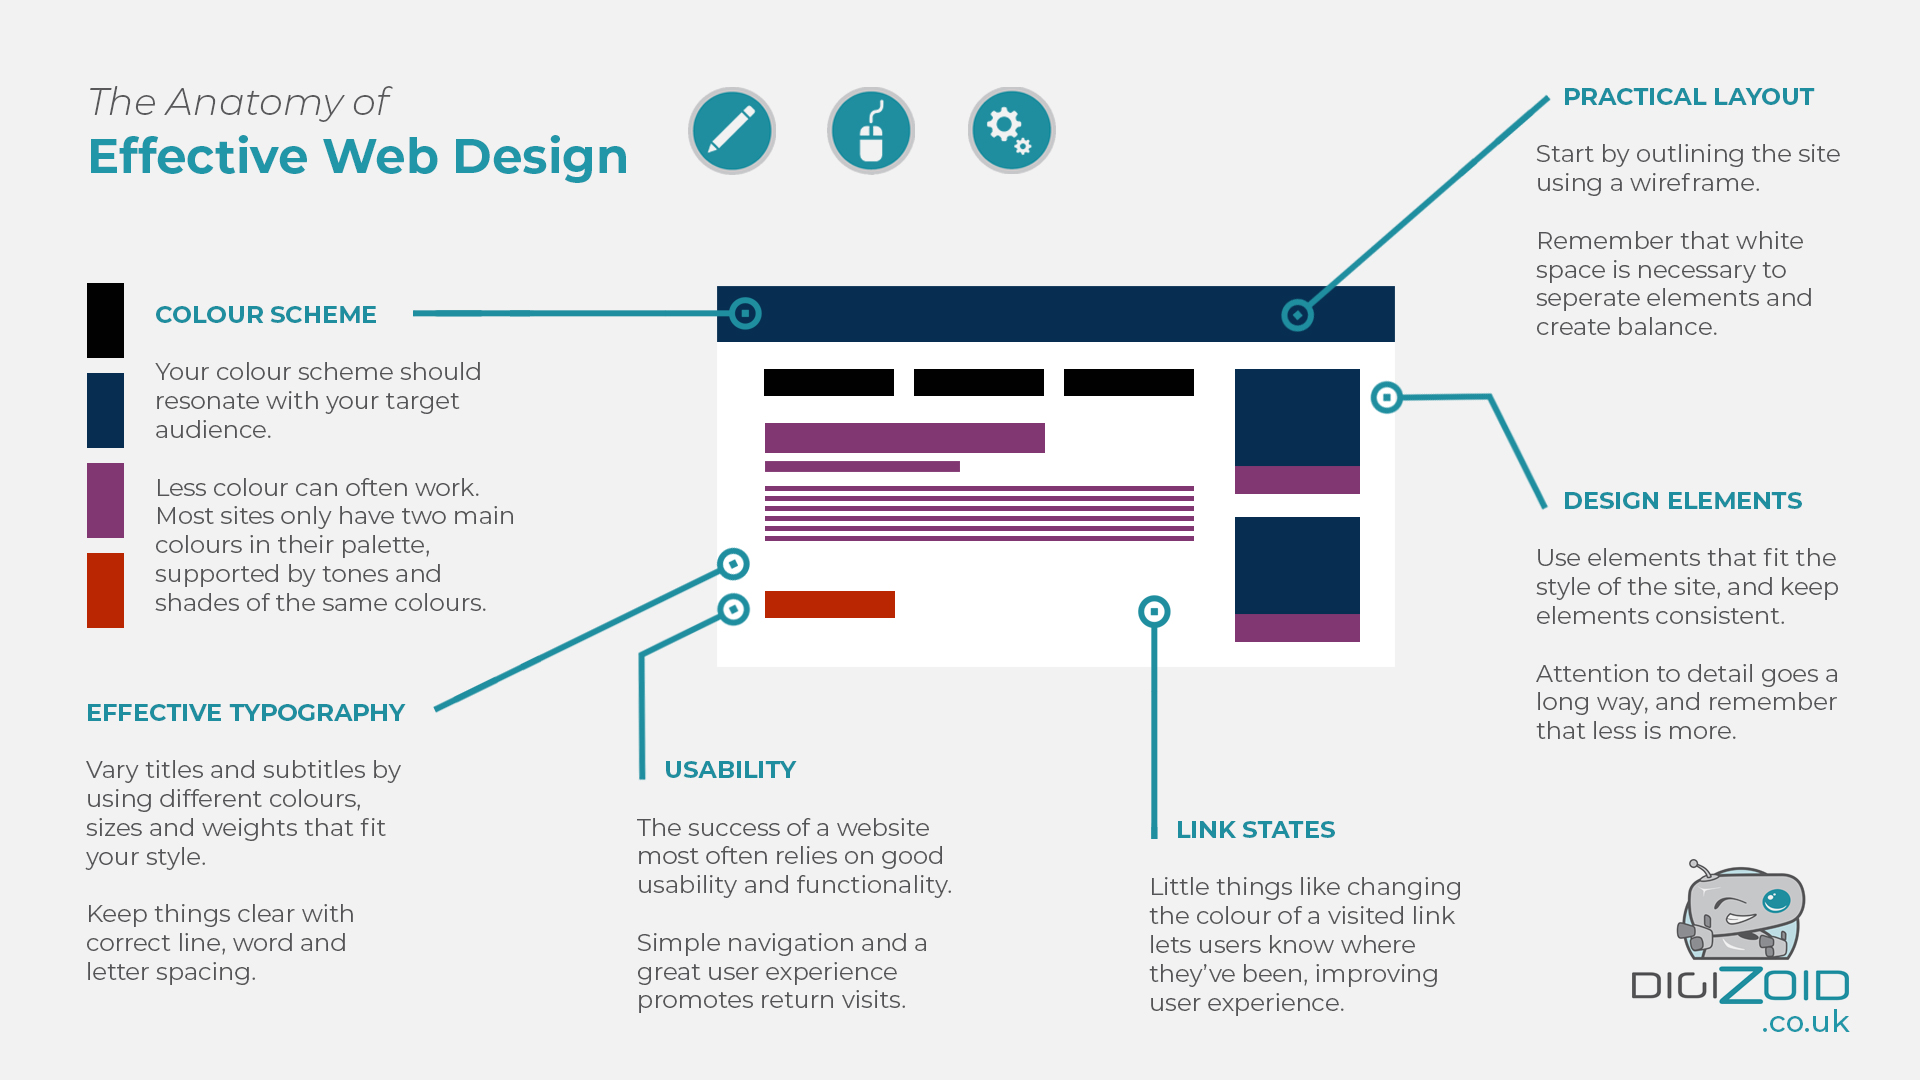 The Anatomy of
Effective Web Design
COLOUR SCHEME
Your colour scheme should
resonate with your target
audience.
Less colour can often work.
Most sites only have two main
colours in their palette,
supported by tones and
shades of the same colours.
EFFECTIVE TYPOGRAPHY
Vary titles and subtitles by
using different colours,
sizes and weights that fit
your style.
Keep things clear with
correct line, word and
letter spacing.
USABILITY
The success of a website
most often relies on good
usability and functionality.
Simple navigation and a
great user experience
promotes return visits.
LINK STATES
Little things like changing
the colour of a visited link
lets users know where
they’ve been, improving
user experience.
PRACTICAL LAYOUT
Start by outlining the site
using a wireframe.
Remember that white
space is necessary to
seperate elements and
create balance.
DESIGN ELEMENTS
Use elements that fit the
style of the site, and keep
elements consistent.
Attention to detail goes a
long way, and remember
that less is more.
DIGIZOID
.co.uk